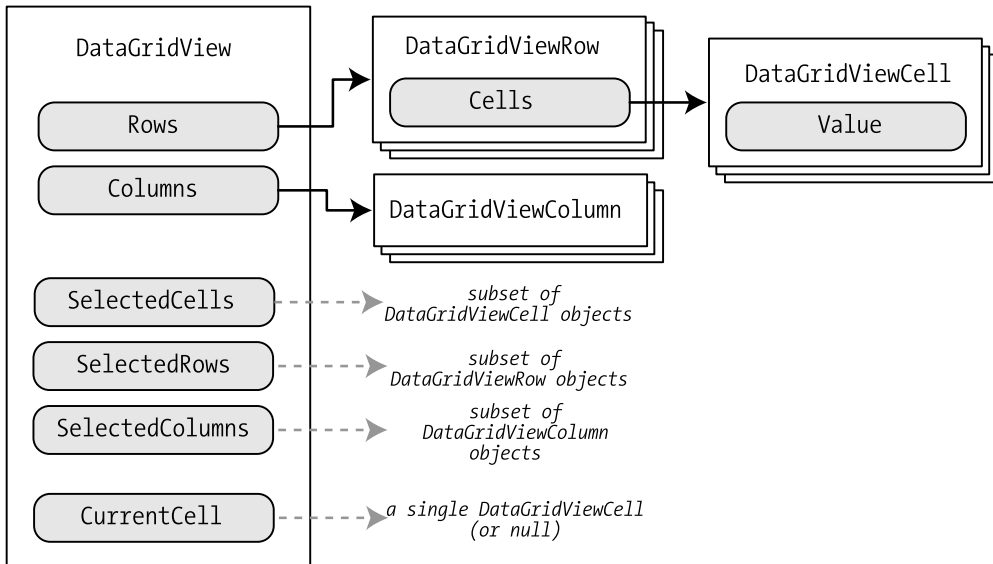 DataGridView
Rows
Columns
SelectedCells
SelectedRows
SelectedColumns
CurrentCell
DataGridViewRow
Cells
DataGridViewCell
Value
DataGridViewColumn
subset of
DataGridViewCell objects
subset of
DataGridViewRow objects
subset of
DataGridViewColumn
objects
a single DataGridViewCell
(or null)